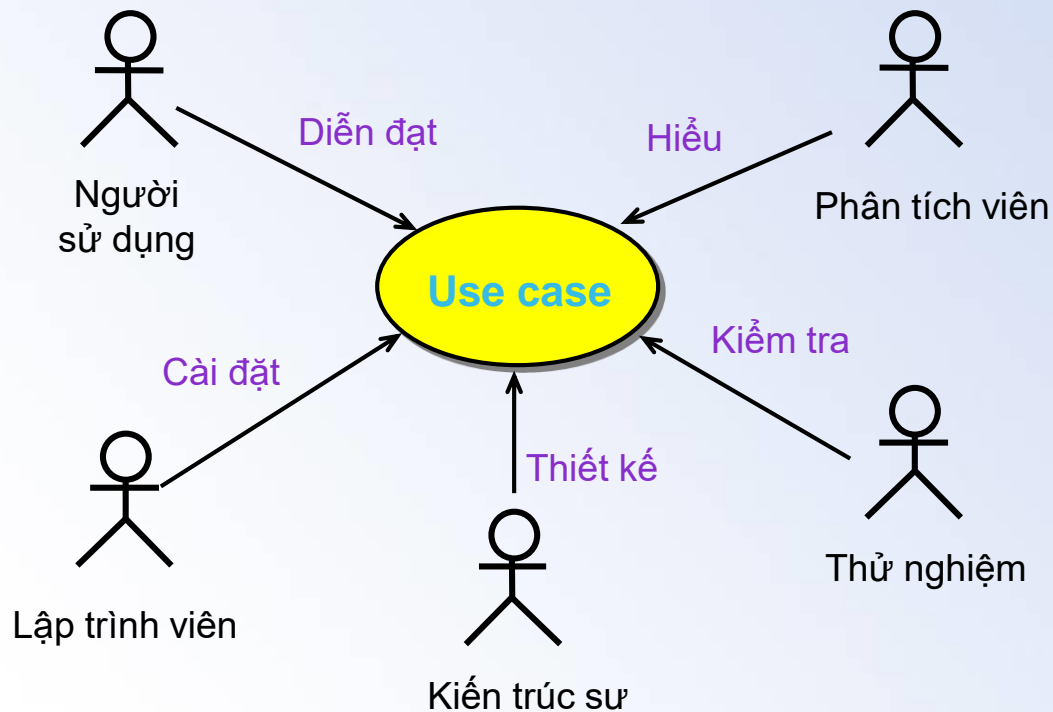 Diễn đạt
Hiểu
Người
sử dụng
Phân tích viên
Use case
Kiểm tra
Cài đặt
Thiết kế
Thử nghiệm
Lập trình viên
Kiến trúc sư